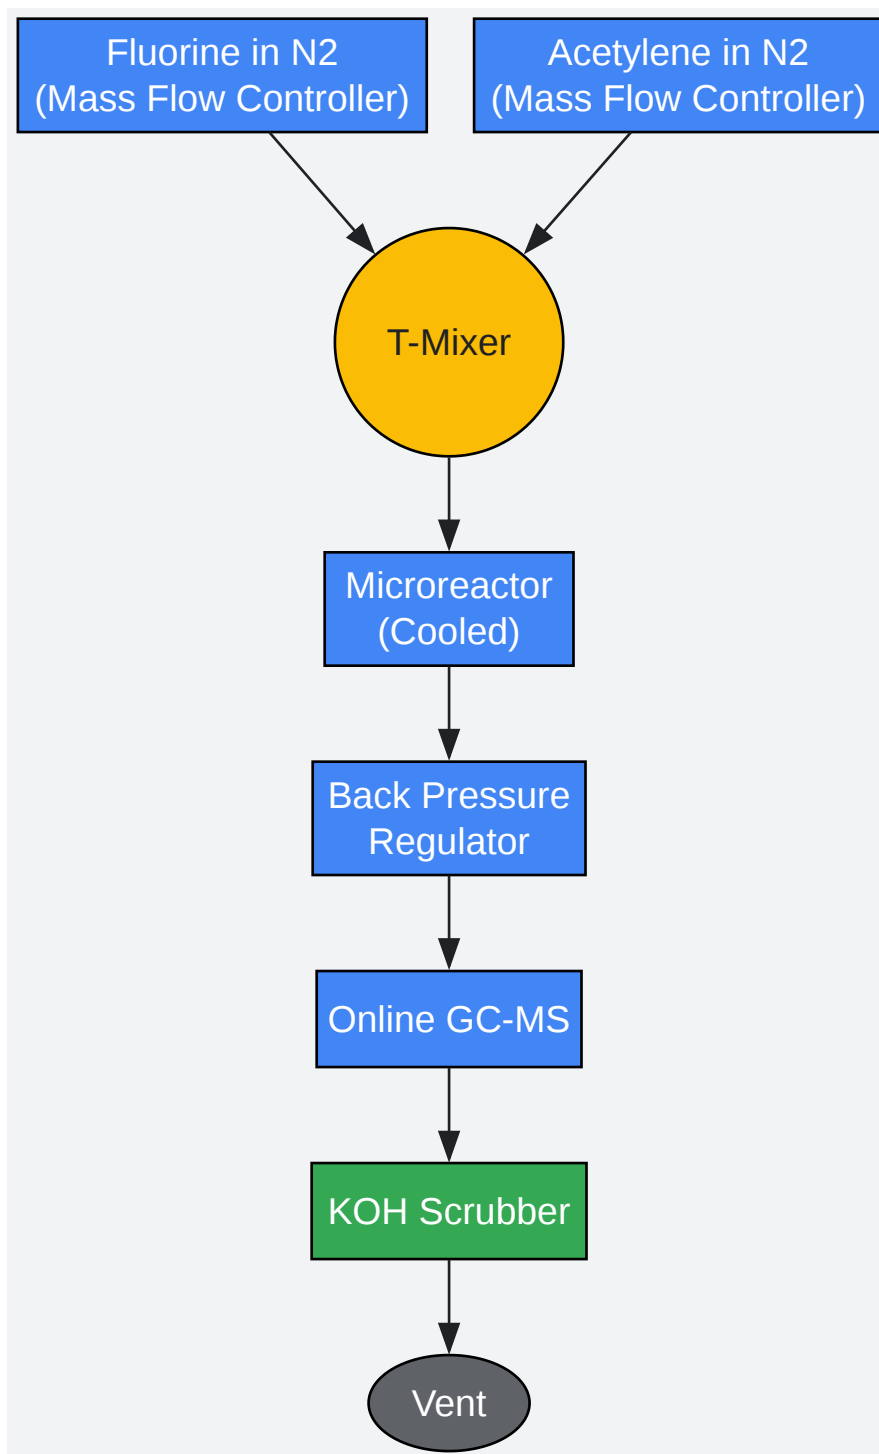 Fluorine in N2
(Mass Flow Controller)
Acetylene in N2
(Mass Flow Controller)
T-Mixer
Microreactor
(Cooled)
Back Pressure
Regulator
Online GC-MS
KOH Scrubber
Vent